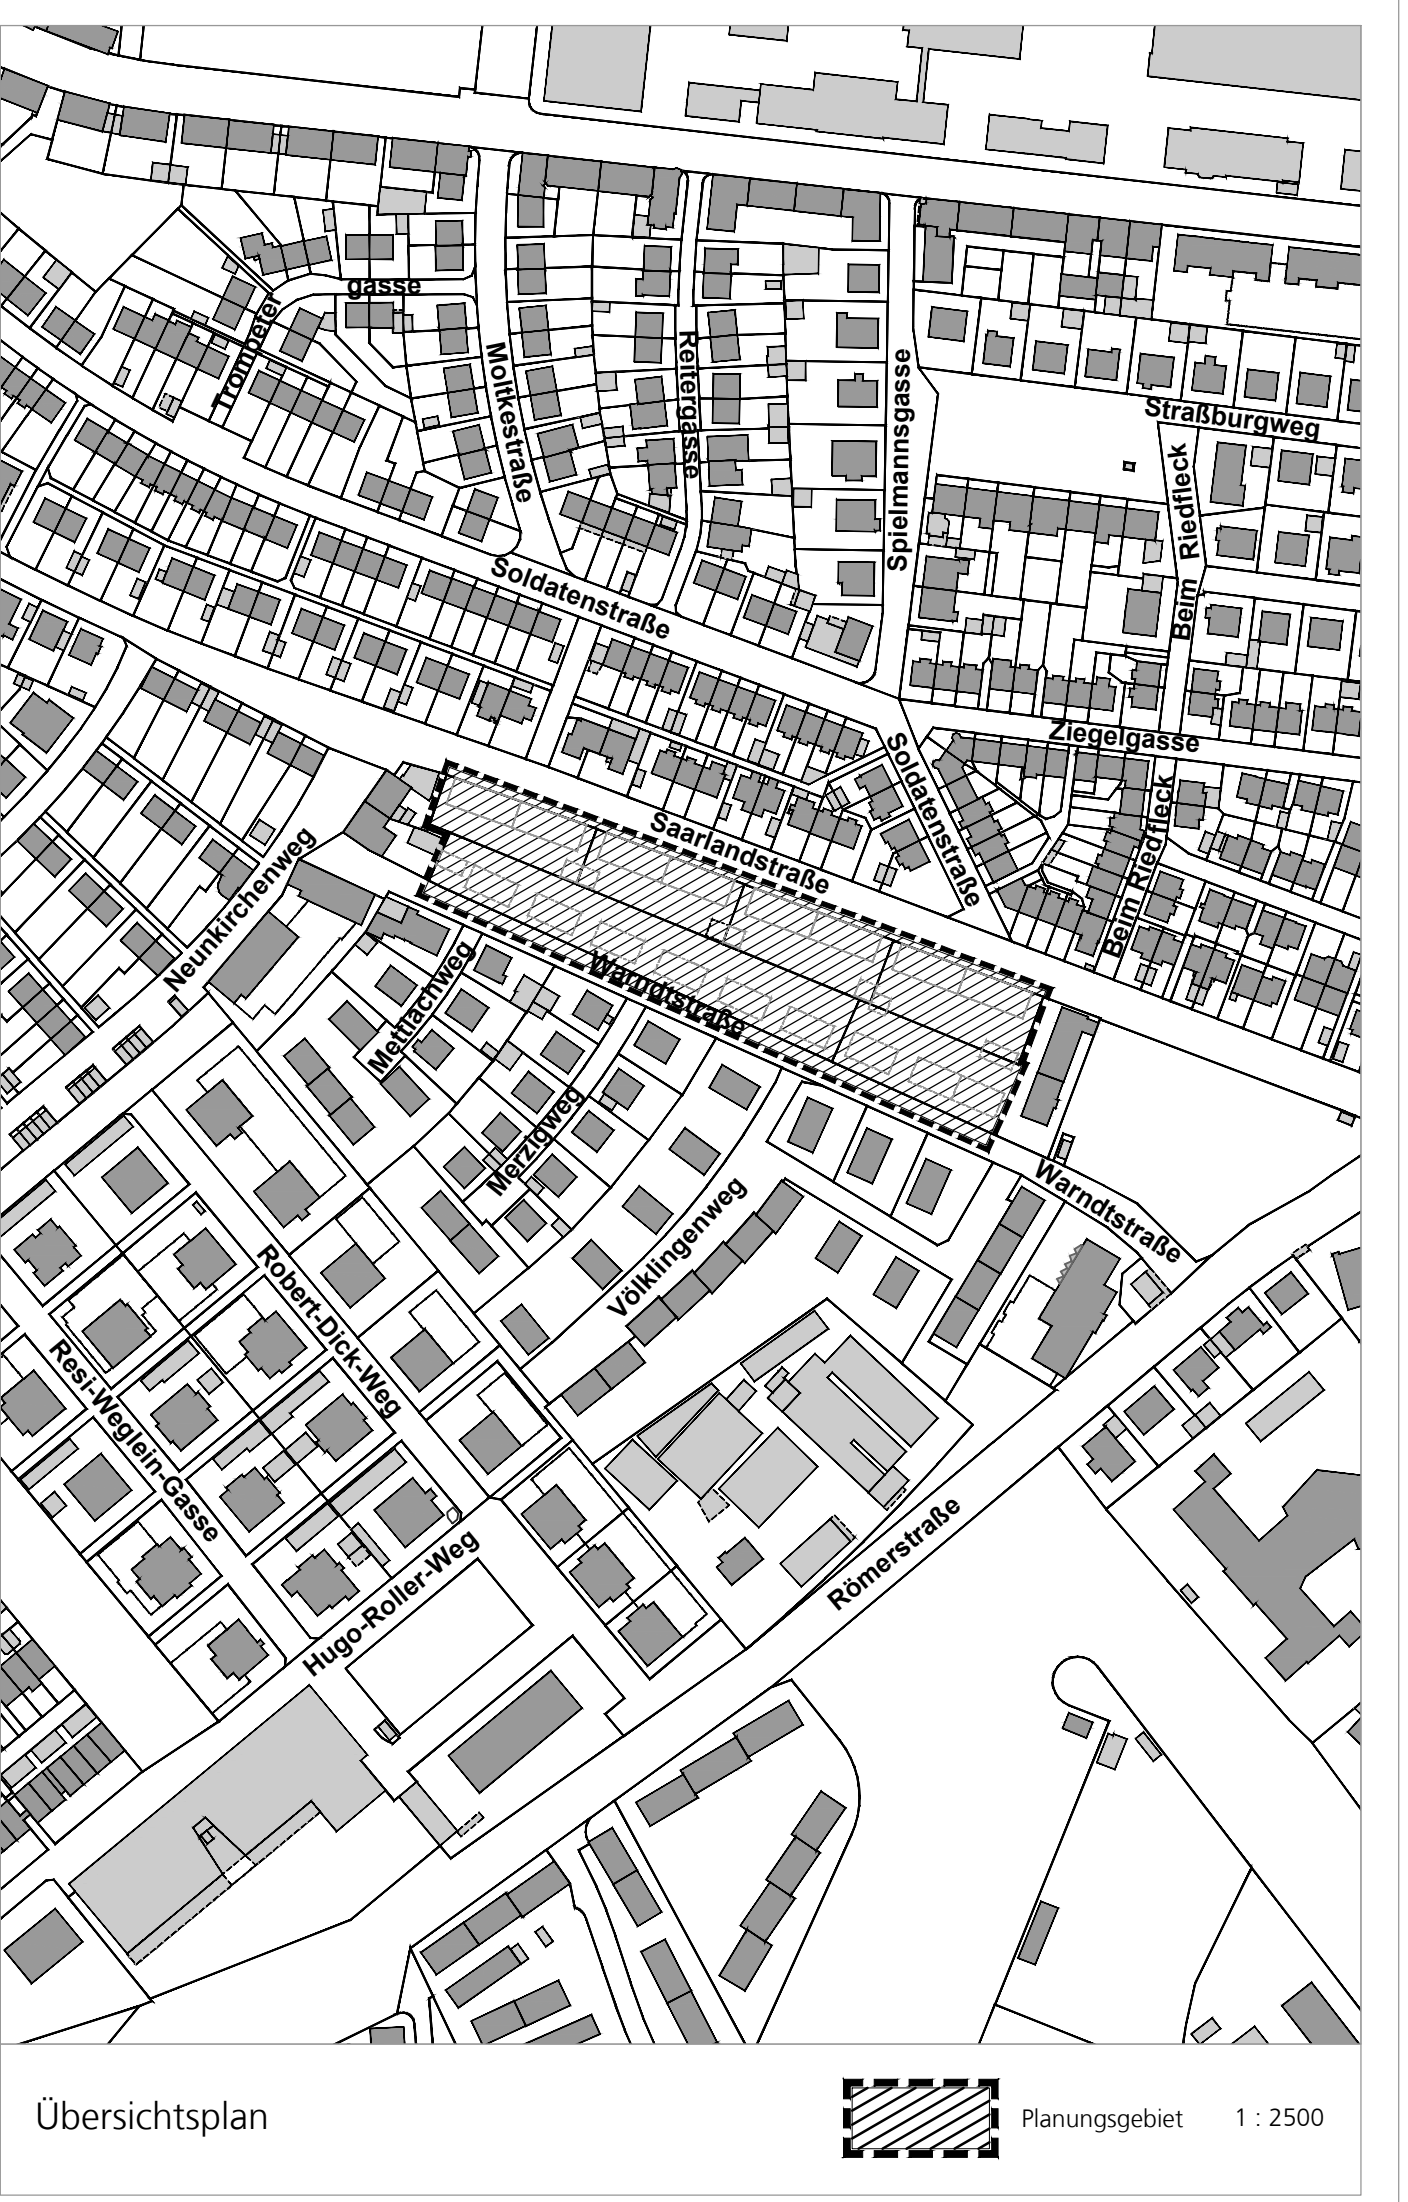 gasse
Trompeter
Moltkestraße
Reitergasse
Spielmannsgasse
Straßburgweg
Beim Riedfleck
Soldatenstraße
Ziegelgasse
Soldatenstraße
Saarlandstraße
Beim Riedfleck
Neunkirchenweg
Mettlachweg
Warndtstraße
Merzigweg
Völklingenweg
Warndtstraße
Robert-Dick-Weg
Resi-Weglein-Gasse
Hugo-Roller-Weg
Römerstraße
Übersichtsplan
Planungsgebiet 1 : 2500